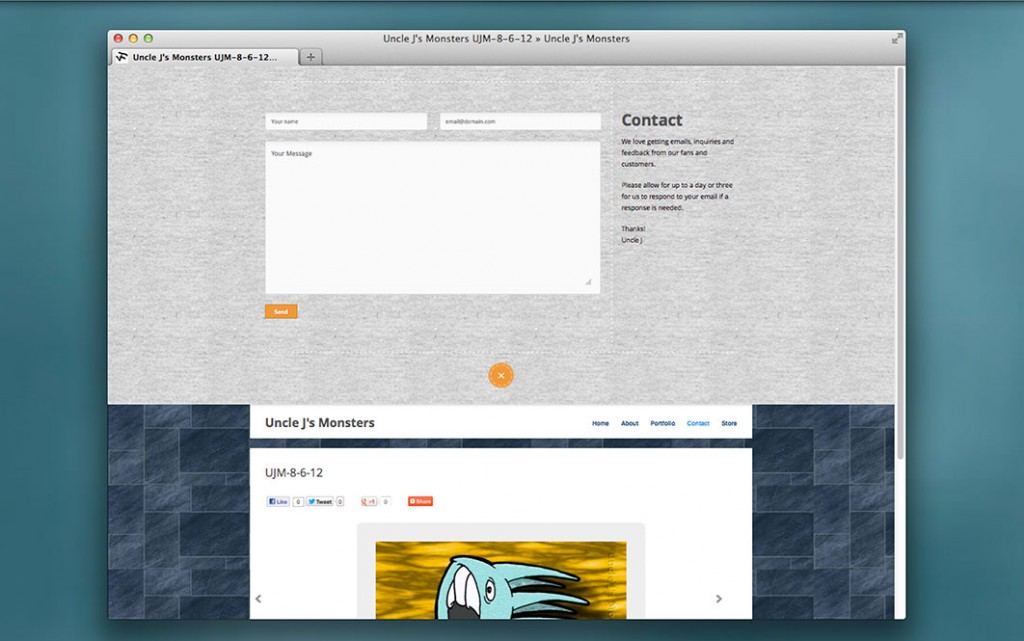 Uncle J's Monsters UJM-8-6-12 » Uncle J's Monsters
Uncle J's Monsters UJM-8-6-12...
Your name
email@domain.com
Your Message
Send
Contact
We love getting emails, inquiries and
feedback from our fans and
customers.
Please allow for up to a day or three
for us to respond to your email if a
response is needed.
Thanks!
Uncle J
Uncle J's Monsters
Home About Portfolio Contact Store
UJM-8-6-12
Like 0 Tweet 0 +1 0 Share